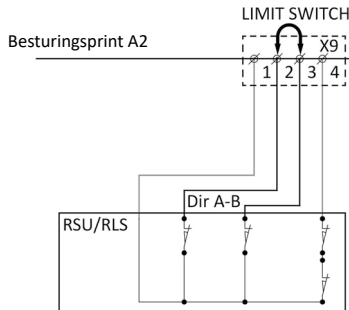 LIMIT SWITCH
Besturingsprint A2
X9
1 2 3 4
Dir A-B
RSU/RLS